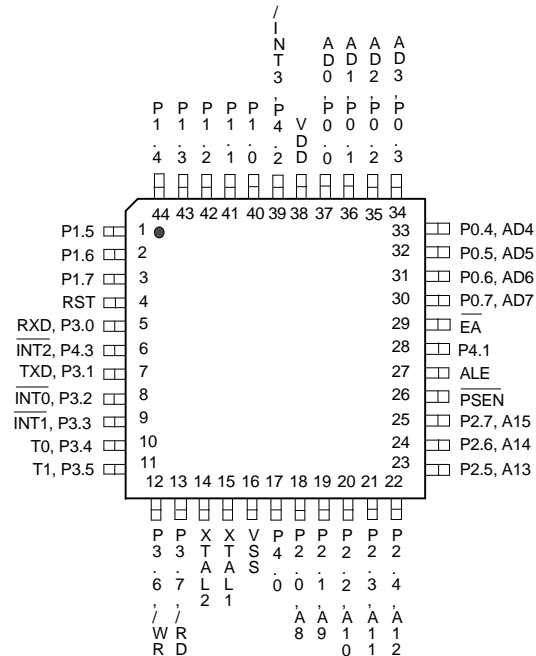 /INT3, P4.2
AD0, P0.0
AD1, P0.1
AD2, P0.2
AD3, P0.3
P1.4
P1.3
P1.2
P1.1
P1.0
VDD
44 43 42 41 40 39 38 37 36 35 34
P1.5 1 33 P0.4, AD4
P1.6 2 32 P0.5, AD5
P1.7 3 31 P0.6, AD6
RST 4 30 P0.7, AD7
RXD, P3.0 5 29 EA
INT2, P4.3 6 28 P4.1
TXD, P3.1 7 27 ALE
INT0, P3.2 8 26 PSEN
INT1, P3.3 9 25 P2.7, A15
T0, P3.4 10 24 P2.6, A14
T1, P3.5 11 23 P2.5, A13
12 13 14 15 16 17 18 19 20 21 22
P3.6, /WR
P3.7, /RD
XTAL2
XTAL1
VSS
P4.0
P2.0, A8
P2.1, A9
P2.2, A10
P2.3, A11
P2.4, A12